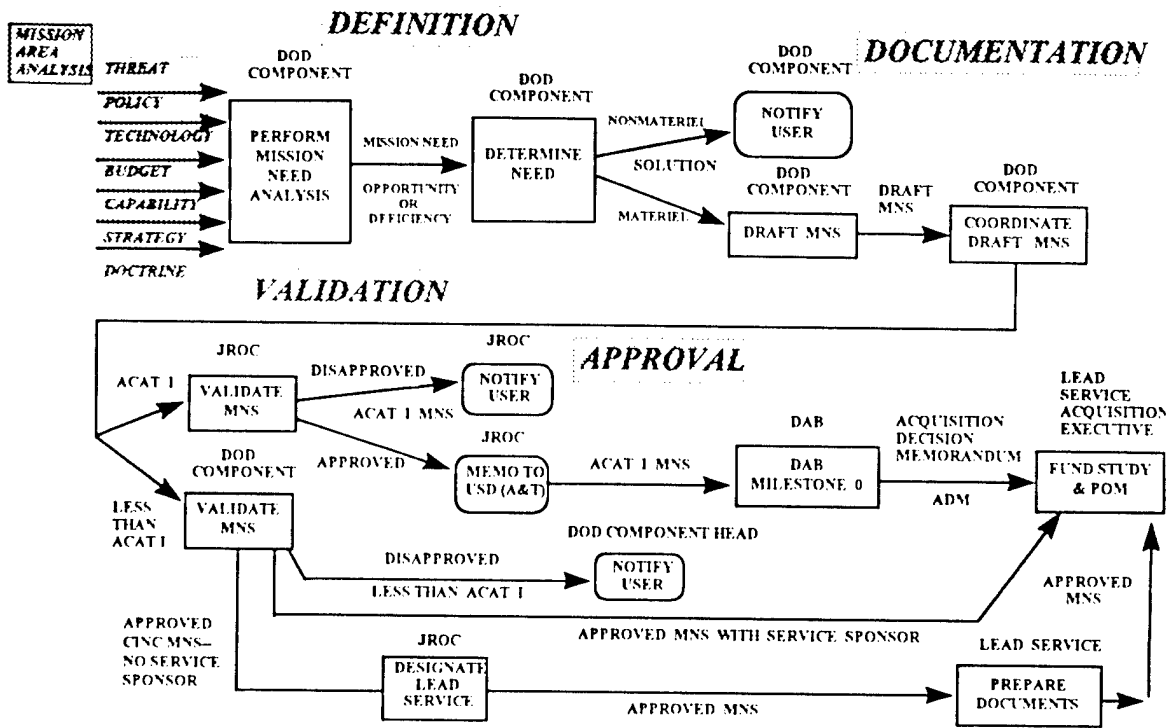 MISSION
AREA
ANALYSIS
DEFINITION
DOCUMENTATION
THREAT
POLICY
TECHNOLOGY
BUDGET
CAPABILITY
STRATEGY
DOCTRINE
DOD
COMPONENT
PERFORM
MISSION
NEED
ANALYSIS
MISSION NEED
OPPORTUNITY
OR
DEFICIENCY
DOD
COMPONENT
DETERMINE
NEED
NONMATERIEL
SOLUTION
MATERIEL
DOD
COMPONENT
NOTIFY
USER
DOD
COMPONENT
DRAFT MNS
DRAFT
MNS
DOD
COMPONENT
COORDINATE
DRAFT MNS
VALIDATION
APPROVAL
ACAT I
JROC
VALIDATE
MNS
DISAPPROVED
ACAT I MNS
JROC
NOTIFY
USER
APPROVED
JROC
MEMO TO
USD (A&T)
ACAT I MNS
DAB
DAB
MILESTONE 0
ACQUISITION
DECISION
MEMORANDUM
ADM
LEAD
SERVICE
ACQUISITION
EXECUTIVE
FUND STUDY
& POM
LESS
THAN
ACAT I
DOD
COMPONENT
VALIDATE
MNS
DISAPPROVED
LESS THAN ACAT I
DOD COMPONENT HEAD
NOTIFY
USER
APPROVED MNS WITH SERVICE SPONSOR
APPROVED
MNS
APPROVED
CINC MNS–
NO SERVICE
SPONSOR
JROC
DESIGNATE
LEAD
SERVICE
APPROVED MNS
LEAD SERVICE
PREPARE
DOCUMENTS